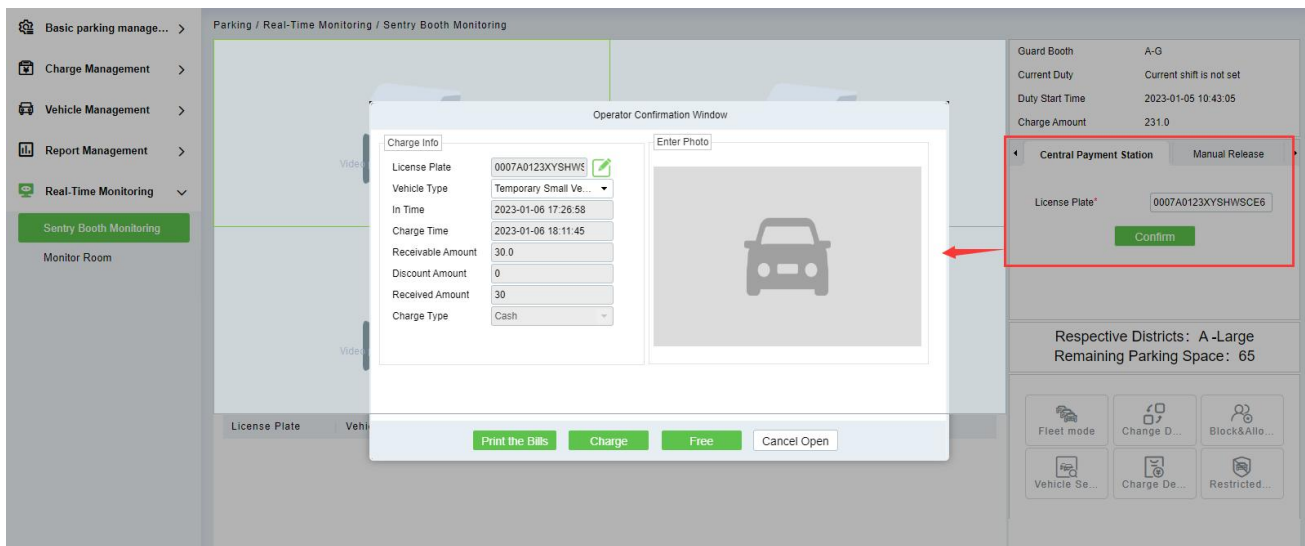 Basic parking manage...
Charge Management
Vehicle Management
Report Management
Real-Time Monitoring
Sentry Booth Monitoring
Monitor Room
Parking / Real-Time Monitoring / Sentry Booth Monitoring
Video
Video
License Plate Vehi
Operator Confirmation Window
Charge Info
License Plate 0007A0123XYSHWS
Vehicle Type Temporary Small Ve...
In Time 2023-01-06 17:26:58
Charge Time 2023-01-06 18:11:45
Receivable Amount 30.0
Discount Amount 0
Received Amount 30
Charge Type Cash
Enter Photo
Print the Bills Charge Free Cancel Open
Guard Booth A-G
Current Duty Current shift is not set
Duty Start Time 2023-01-05 10:43:05
Charge Amount 231.0
Central Payment Station Manual Release
License Plate* 0007A0123XYSHWSCE6
Confirm
Respective Districts: A -Large
Remaining Parking Space: 65
Fleet mode Change D... Block&Allo...
Vehicle Se... Charge De... Restricted...